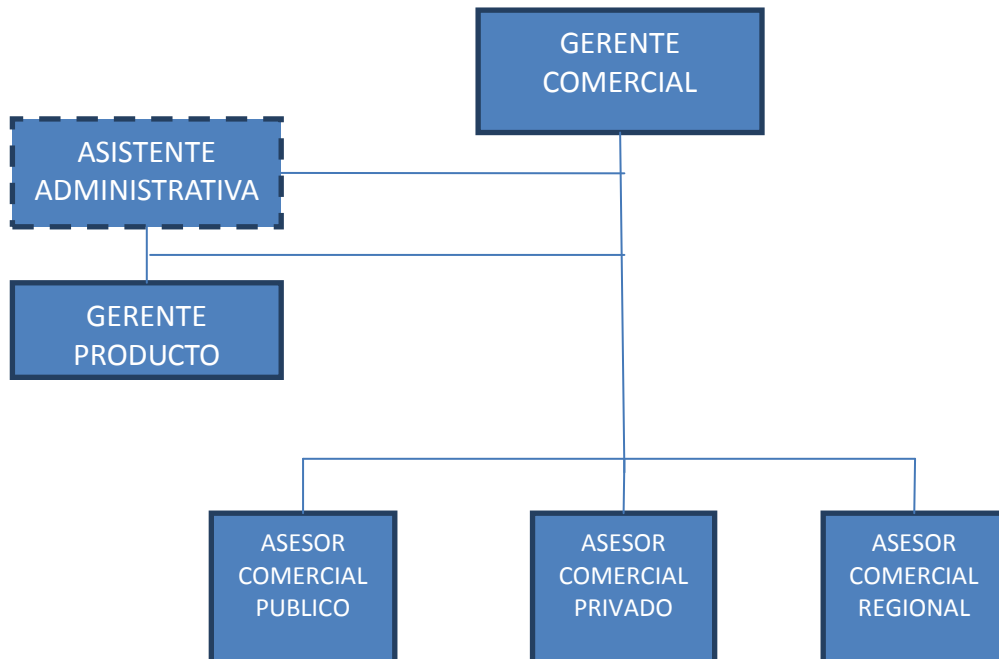 GERENTE
COMERCIAL
ASISTENTE
ADMINISTRATIVA
GERENTE
PRODUCTO
ASESOR
COMERCIAL
PUBLICO
ASESOR
COMERCIAL
PRIVADO
ASESOR
COMERCIAL
REGIONAL